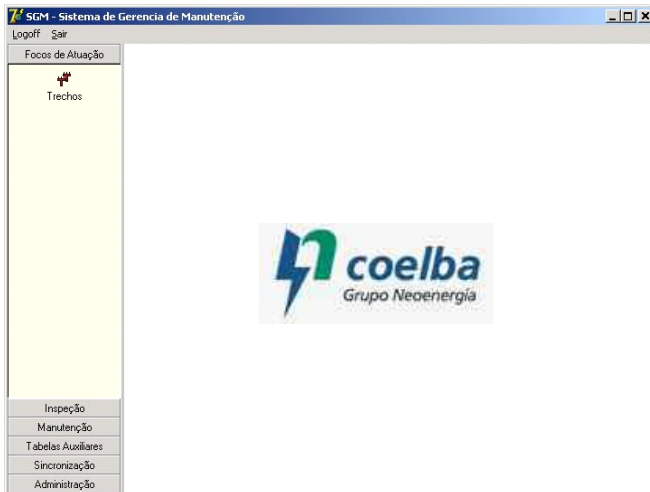 SGM - Sistema de Gerencia de Manutenção
Logoff Sair
Focos de Atuação
Trechos
coelba
Grupo Neoenergia
Inspeção
Manutenção
Tabelas Auxiliares
Sincronização
Administração